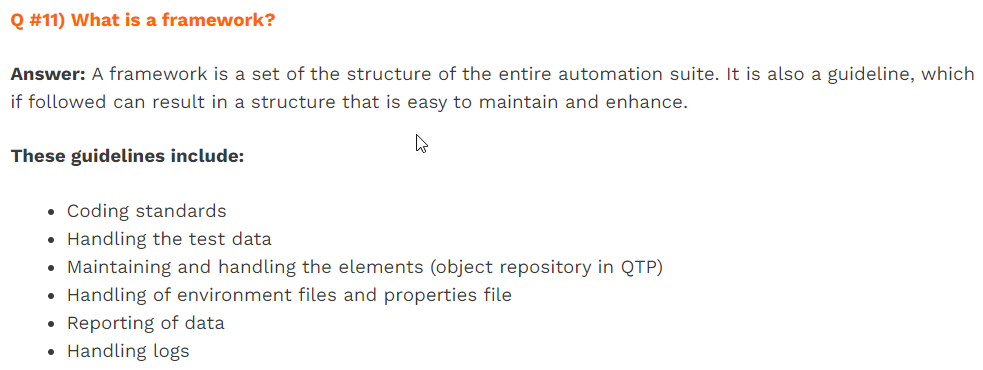 Q #11) What is a framework?
Answer: A framework is a set of the structure of the entire automation suite. It is also a guideline, which
if followed can result in a structure that is easy to maintain and enhance.
These guidelines include:
• Coding standards
• Handling the test data
• Maintaining and handling the elements (object repository in QTP)
• Handling of environment files and properties file
• Reporting of data
• Handling logs